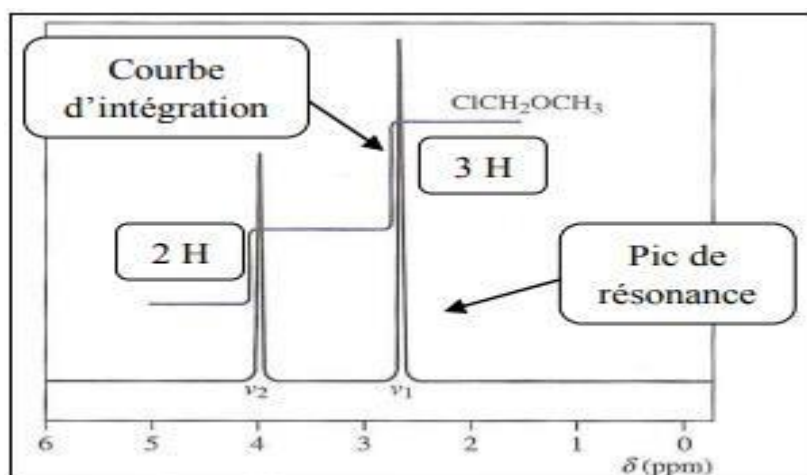 Courbe
d'intégration
ClCH₂OCH₃
3 H
2 H
Pic de
résonance
ν₂ ν₁
6 5 4 3 2 1 0
δ (ppm)